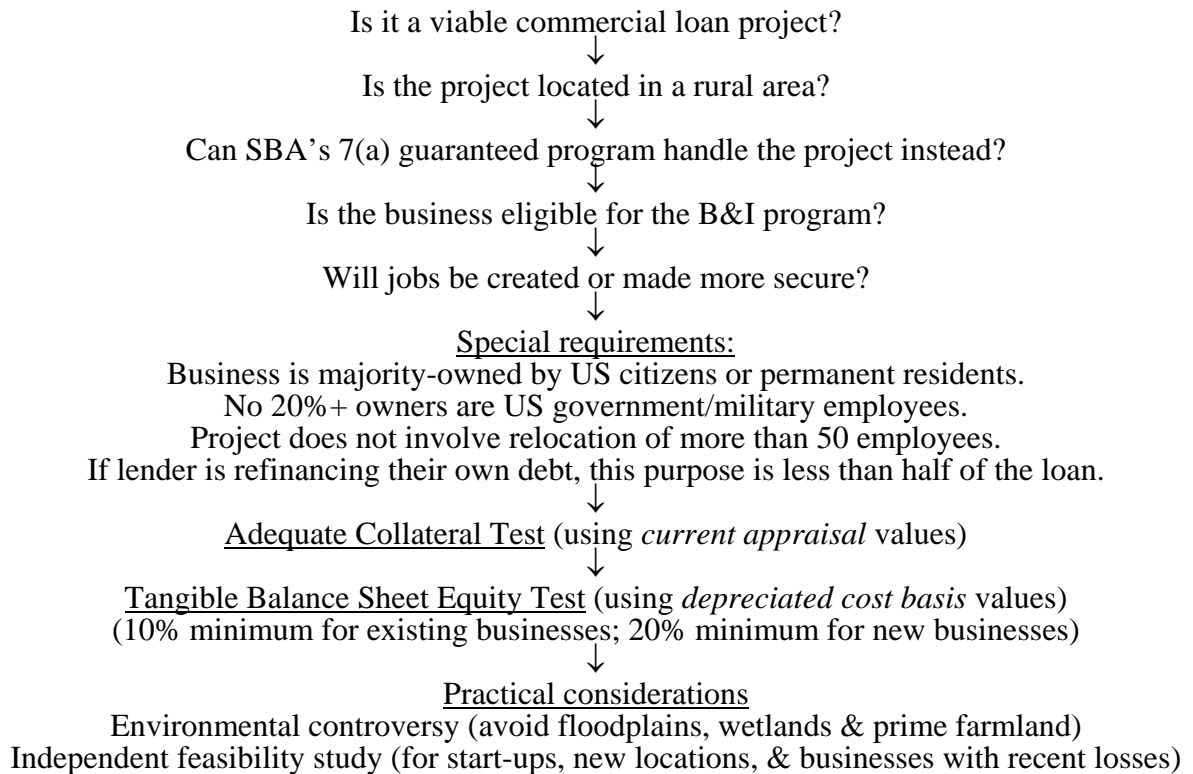 Is it a viable commercial loan project?
↓
Is the project located in a rural area?
↓
Can SBA's 7(a) guaranteed program handle the project instead?
↓
Is the business eligible for the B&I program?
↓
Will jobs be created or made more secure?
↓
Special requirements:
Business is majority-owned by US citizens or permanent residents.
No 20%+ owners are US government/military employees.
Project does not involve relocation of more than 50 employees.
If lender is refinancing their own debt, this purpose is less than half of the loan.
↓
Adequate Collateral Test (using current appraisal values)
↓
Tangible Balance Sheet Equity Test (using depreciated cost basis values)
(10% minimum for existing businesses; 20% minimum for new businesses)
↓
Practical considerations
Environmental controversy (avoid floodplains, wetlands & prime farmland)
Independent feasibility study (for start-ups, new locations, & businesses with recent losses)